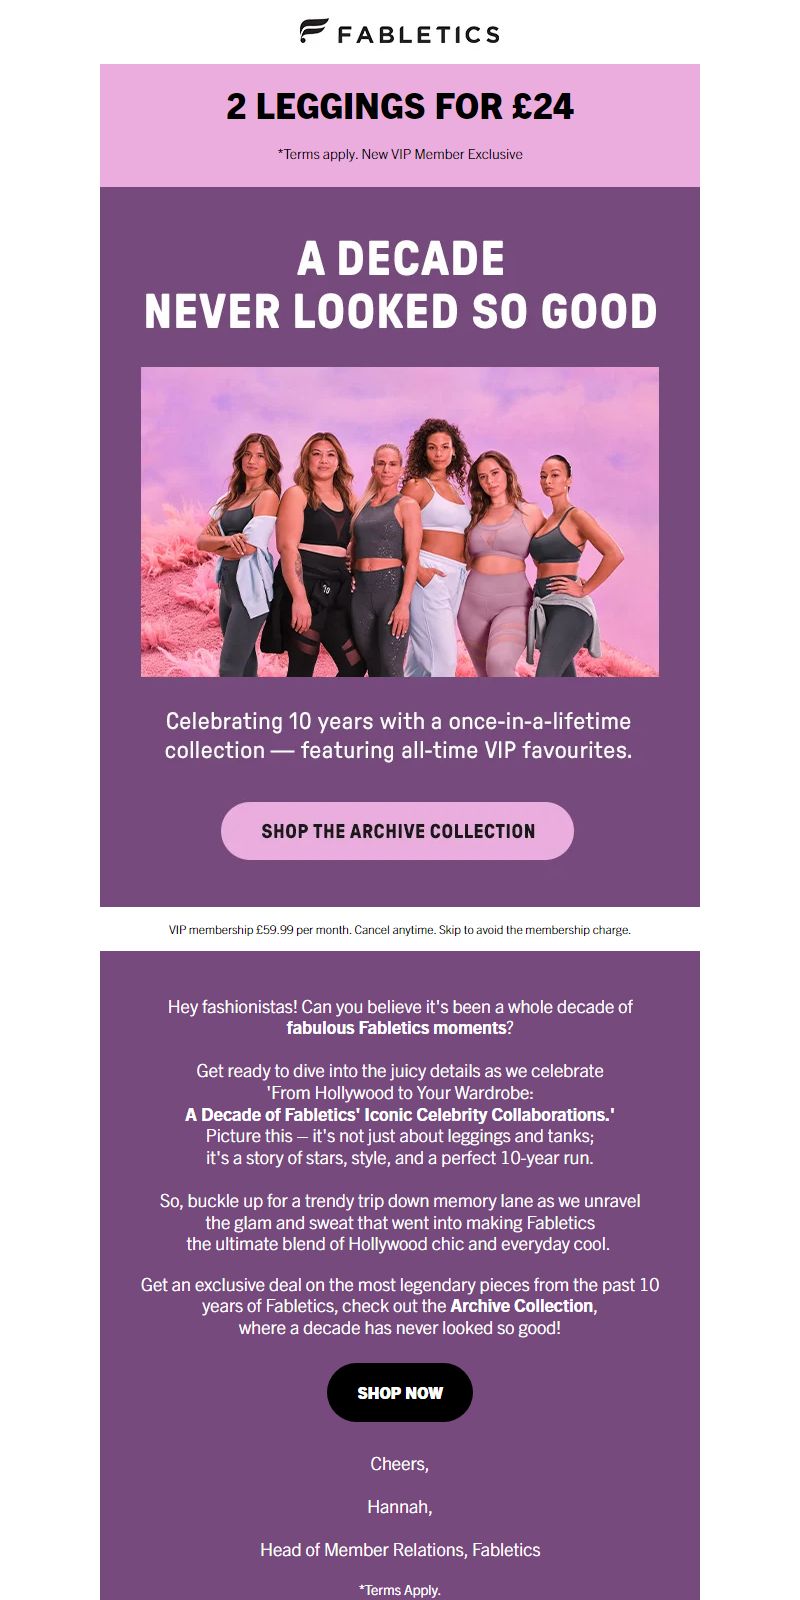 FABLETICS
2 LEGGINGS FOR £24
*Terms apply. New VIP Member Exclusive
A DECADE
NEVER LOOKED SO GOOD
10
Celebrating 10 years with a once-in-a-lifetime
collection — featuring all-time VIP favourites.
SHOP THE ARCHIVE COLLECTION
VIP membership £59.99 per month. Cancel anytime. Skip to avoid the membership charge.
Hey fashionistas! Can you believe it's been a whole decade of
fabulous Fabletics moments?
Get ready to dive into the juicy details as we celebrate
'From Hollywood to Your Wardrobe:
A Decade of Fabletics' Iconic Celebrity Collaborations.'
Picture this – it's not just about leggings and tanks;
it's a story of stars, style, and a perfect 10-year run.
So, buckle up for a trendy trip down memory lane as we unravel
the glam and sweat that went into making Fabletics
the ultimate blend of Hollywood chic and everyday cool.
Get an exclusive deal on the most legendary pieces from the past 10
years of Fabletics, check out the Archive Collection,
where a decade has never looked so good!
SHOP NOW
Cheers,
Hannah,
Head of Member Relations, Fabletics
*Terms Apply.